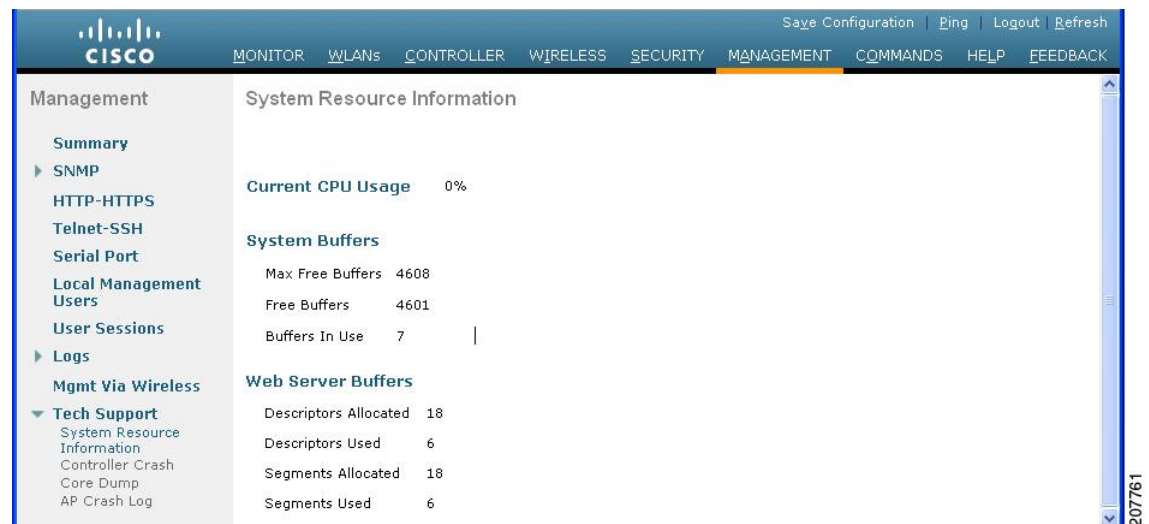 Save Configuration | Ping | Logout | Refresh
CISCO
MONITOR WLANs CONTROLLER WIRELESS SECURITY MANAGEMENT COMMANDS HELP FEEDBACK
Management
Summary
SNMP
HTTP-HTTPS
Telnet-SSH
Serial Port
Local Management
Users
User Sessions
Logs
Mgmt Via Wireless
Tech Support
System Resource
Information
Controller Crash
Core Dump
AP Crash Log
System Resource Information
Current CPU Usage 0%
System Buffers
Max Free Buffers 4608
Free Buffers 4601
Buffers In Use 7
Web Server Buffers
Descriptors Allocated 18
Descriptors Used 6
Segments Allocated 18
Segments Used 6
207761